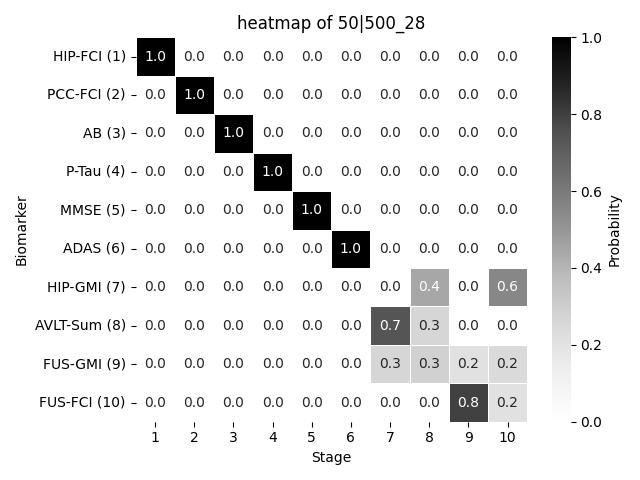 heatmap of 50|500_28
HIP-FCI (1) 1.0 0.0 0.0 0.0 0.0 0.0 0.0 0.0 0.0 0.0
PCC-FCI (2) 0.0 1.0 0.0 0.0 0.0 0.0 0.0 0.0 0.0 0.0
AB (3) 0.0 0.0 1.0 0.0 0.0 0.0 0.0 0.0 0.0 0.0
P-Tau (4) 0.0 0.0 0.0 1.0 0.0 0.0 0.0 0.0 0.0 0.0
MMSE (5) 0.0 0.0 0.0 0.0 1.0 0.0 0.0 0.0 0.0 0.0
ADAS (6) 0.0 0.0 0.0 0.0 0.0 1.0 0.0 0.0 0.0 0.0
HIP-GMI (7) 0.0 0.0 0.0 0.0 0.0 0.0 0.0 0.4 0.0 0.6
AVLT-Sum (8) 0.0 0.0 0.0 0.0 0.0 0.0 0.7 0.3 0.0 0.0
FUS-GMI (9) 0.0 0.0 0.0 0.0 0.0 0.0 0.3 0.3 0.2 0.2
FUS-FCI (10) 0.0 0.0 0.0 0.0 0.0 0.0 0.0 0.0 0.8 0.2
1 2 3 4 5 6 7 8 9 10
Stage
Biomarker
1.0
0.8
0.6
0.4
0.2
0.0
Probability